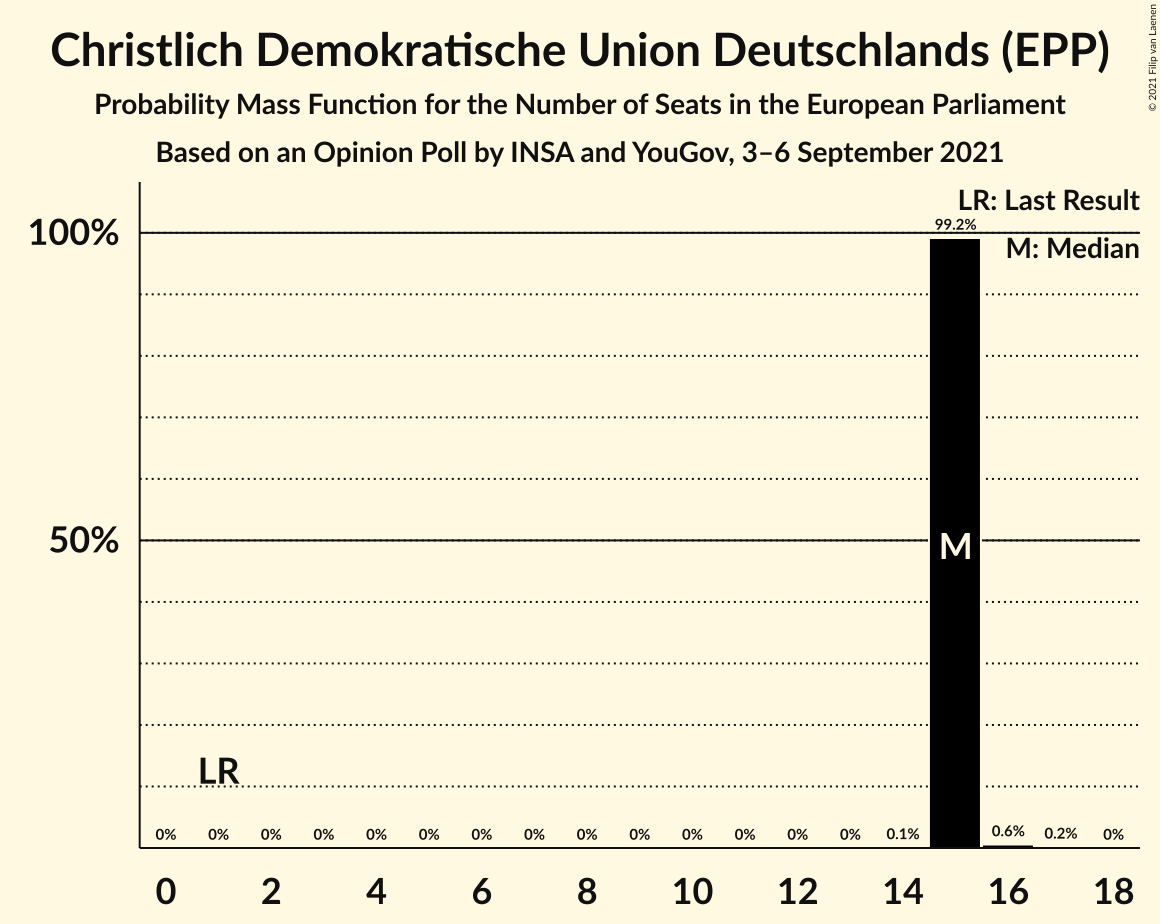 Christlich Demokratische Union Deutschlands (EPP)
Probability Mass Function for the Number of Seats in the European Parliament
Based on an Opinion Poll by INSA and YouGov, 3–6 September 2021
© 2021 Filip van Laenen
LR: Last Result
M: Median
100%
50%
99.2%
M
LR
0% 0% 0% 0% 0% 0% 0% 0% 0% 0% 0% 0% 0% 0% 0.1% 0.6% 0.2% 0%
0 2 4 6 8 10 12 14 16 18